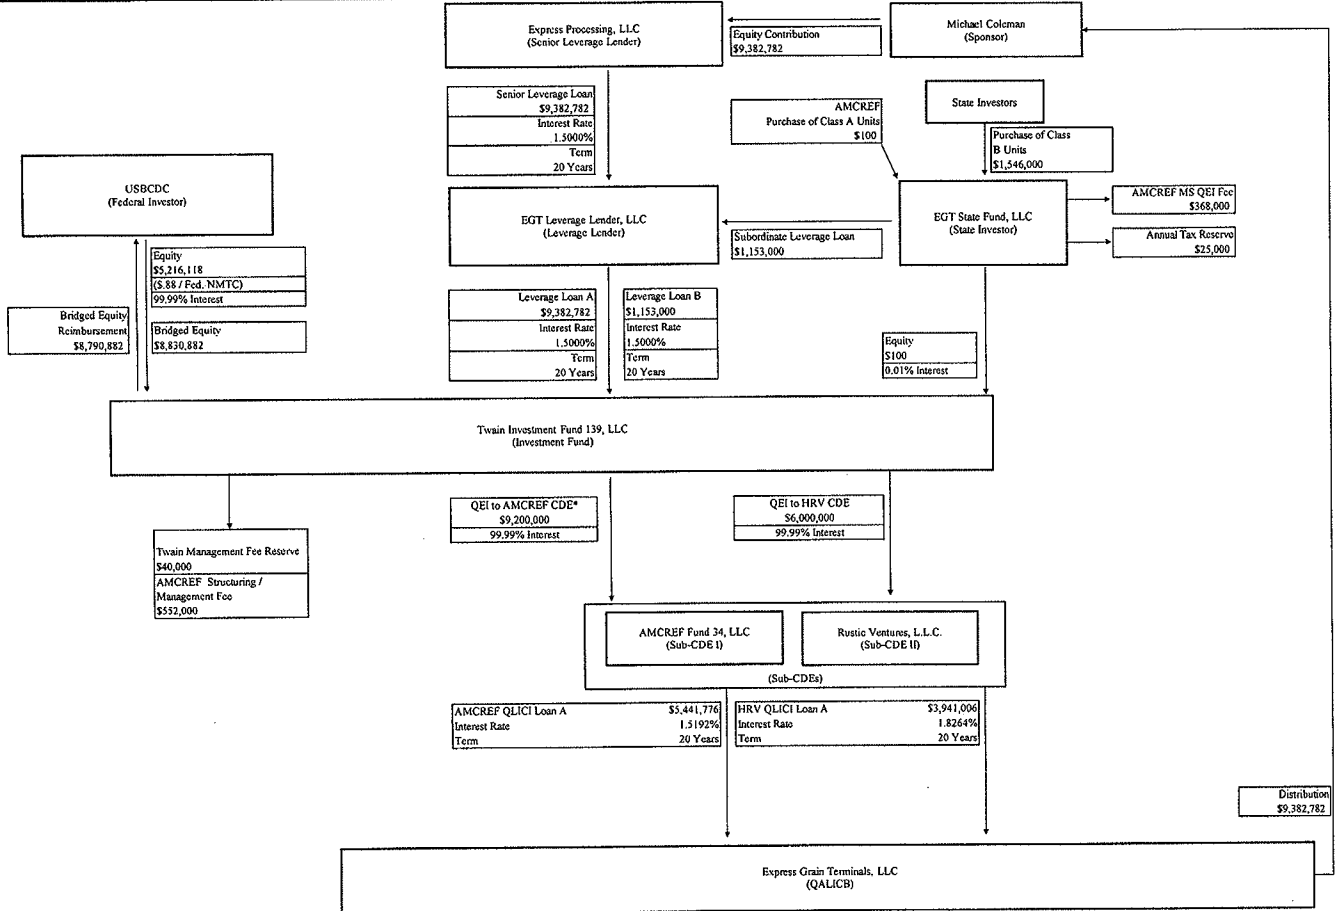 Express Processing, LLC
(Senior Leverage Lender)
Equity Contribution
$9,382,782
Michael Coleman
(Sponsor)
Senior Leverage Loan
$9,382,782
Interest Rate
1.5000%
Term
20 Years
AMCREF
Purchase of Class A Units
$100
State Investors
Purchase of Class
B Units
$1,546,000
USBCDC
(Federal Investor)
EGT Leverage Lender, LLC
(Leverage Lender)
Subordinate Leverage Loan
$1,153,000
EGT State Fund, LLC
(State Investor)
AMCREF MS QEI Fee
$368,000
Annual Tax Reserve
$25,000
Equity
$5,216,118
($.88 / Fed. NMTC)
99.99% Interest
Bridged Equity
Reimbursement
$8,790,882
Bridged Equity
$8,830,882
Leverage Loan A
$9,382,782
Interest Rate
1.5000%
Term
20 Years
Leverage Loan B
$1,153,000
Interest Rate
1.5000%
Term
20 Years
Equity
$100
0.01% Interest
Twain Investment Fund 139, LLC
(Investment Fund)
Twain Management Fee Reserve
$40,000
AMCREF Structuring /
Management Fee
$552,000
QEI to AMCREF CDE*
$9,200,000
99.99% Interest
QEI to HRV CDE
$6,000,000
99.99% Interest
AMCREF Fund 34, LLC
(Sub-CDE I)
Rustic Ventures, L.L.C.
(Sub-CDE II)
(Sub-CDEs)
AMCREF QLICI Loan A $5,441,776
Interest Rate 1.5192%
Term 20 Years
HRV QLICI Loan A $3,941,006
Interest Rate 1.8264%
Term 20 Years
Distribution
$9,382,782
Express Grain Terminals, LLC
(QALICB)